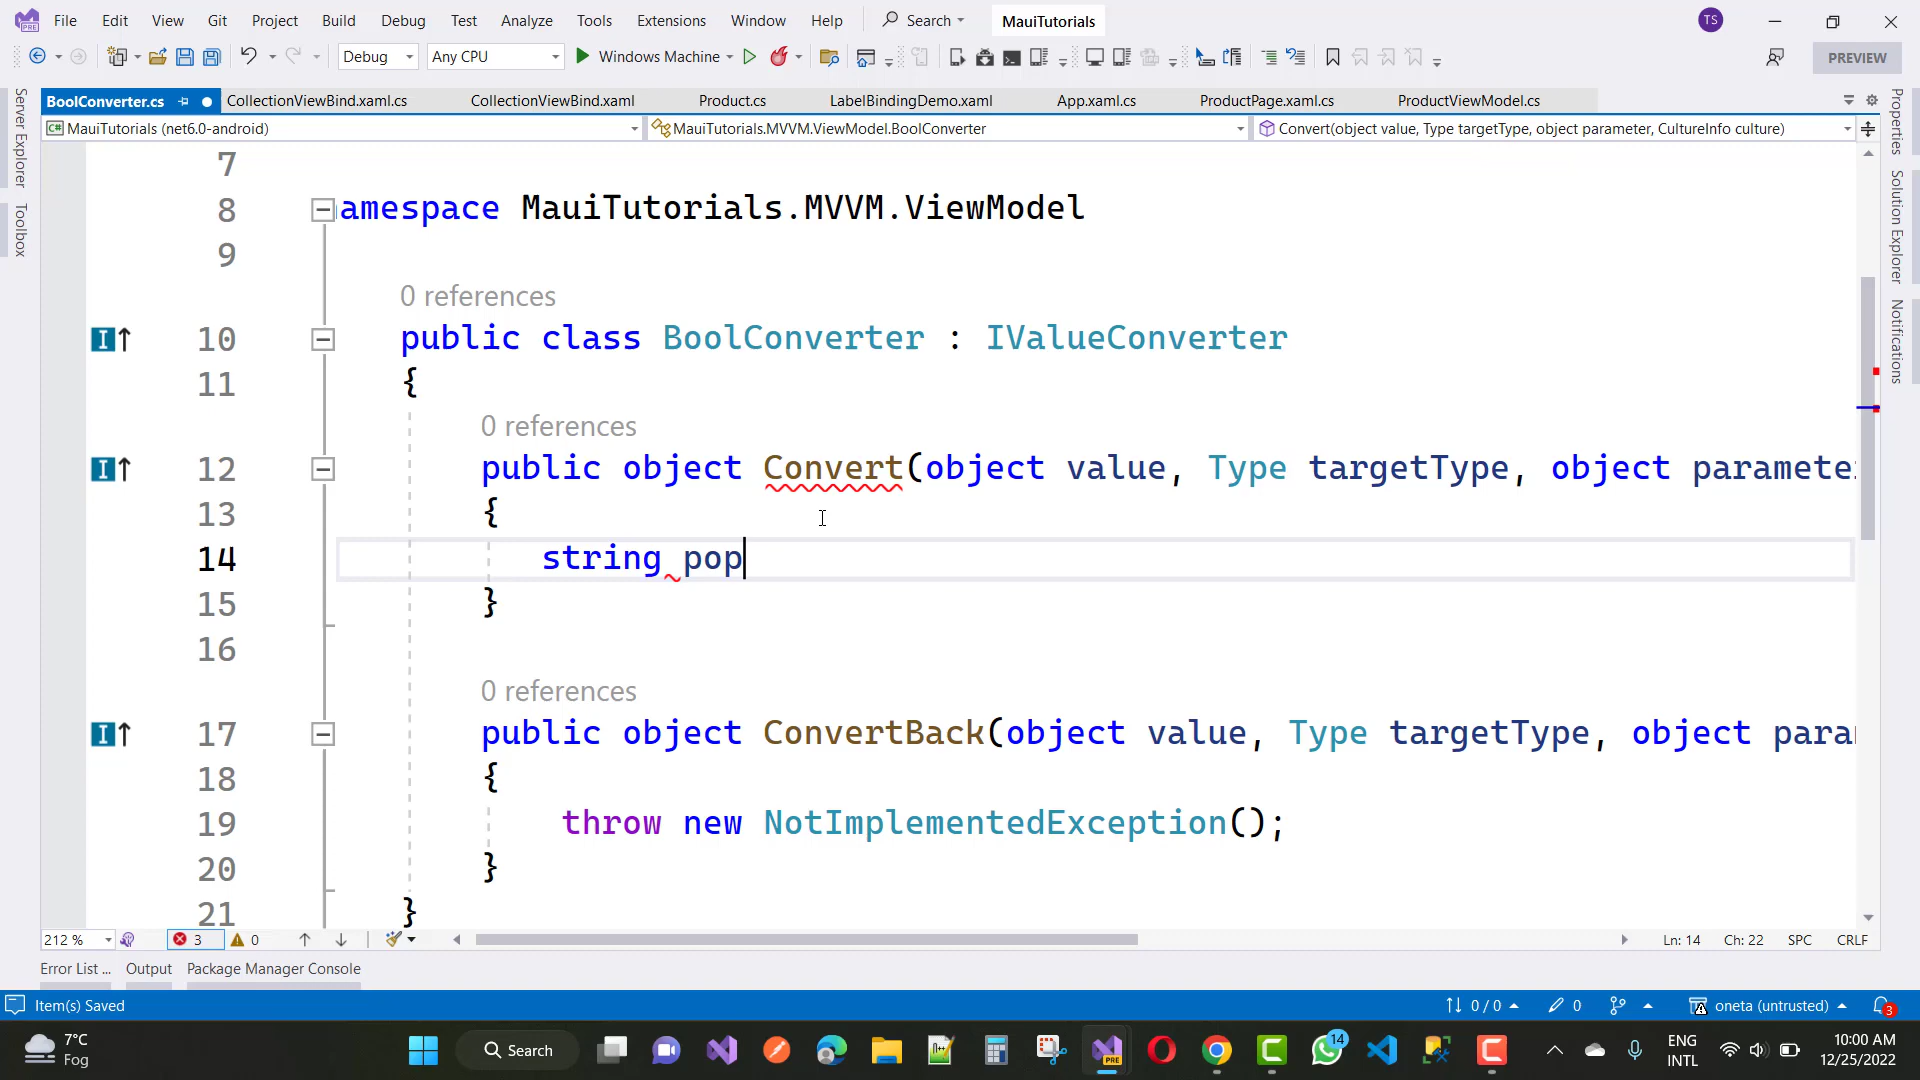 File Edit View Git Project Build Debug Test Analyze Tools Extensions Window Help Search MauiTutorials TS
Debug Any CPU Windows Machine PREVIEW
BoolConverter.cs CollectionViewBind.xaml.cs CollectionViewBind.xaml Product.cs LabelBindingDemo.xaml App.xaml.cs ProductPage.xaml.cs ProductViewModel.cs
MauiTutorials (net6.0-android) MauiTutorials.MVVM.ViewModel.BoolConverter Convert(object value, Type targetType, object parameter, CultureInfo culture)
Server Explorer
Toolbox
Properties
Solution Explorer
Notifications
7
8 amespace MauiTutorials.MVVM.ViewModel
9
0 references
10 public class BoolConverter : IValueConverter
11 {
0 references
12 public object Convert(object value, Type targetType, object parameter
13 {
14 string pop
15 }
16
0 references
17 public object ConvertBack(object value, Type targetType, object para
18 {
19 throw new NotImplementedException();
20 }
21 }
212 % 3 0 Ln: 14 Ch: 22 SPC CRLF
Error List ... Output Package Manager Console
Item(s) Saved 0 / 0 0 oneta (untrusted) 3
7°C
Fog
Search
14
ENG
INTL
10:00 AM
12/25/2022